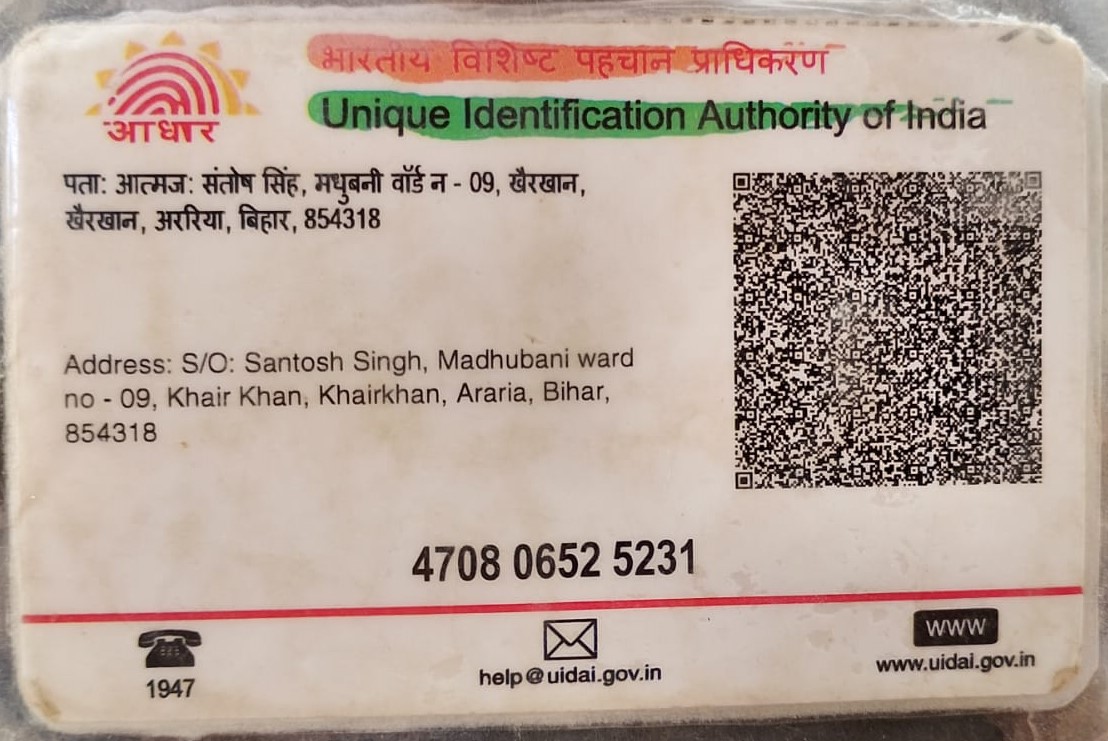 भारतीय विशिष्ट पहचान प्राधिकरण
आधार
Unique Identification Authority of India
पता: आत्मज: संतोष सिंह, मधुबनी वॉर्ड न - 09, खैरखान,
खैरखान, अररिया, बिहार, 854318
Address: S/O: Santosh Singh, Madhubani ward
no - 09, Khair Khan, Khairkhan, Araria, Bihar,
854318
4708 0652 5231
1947
help@uidai.gov.in
WWW
www.uidai.gov.in